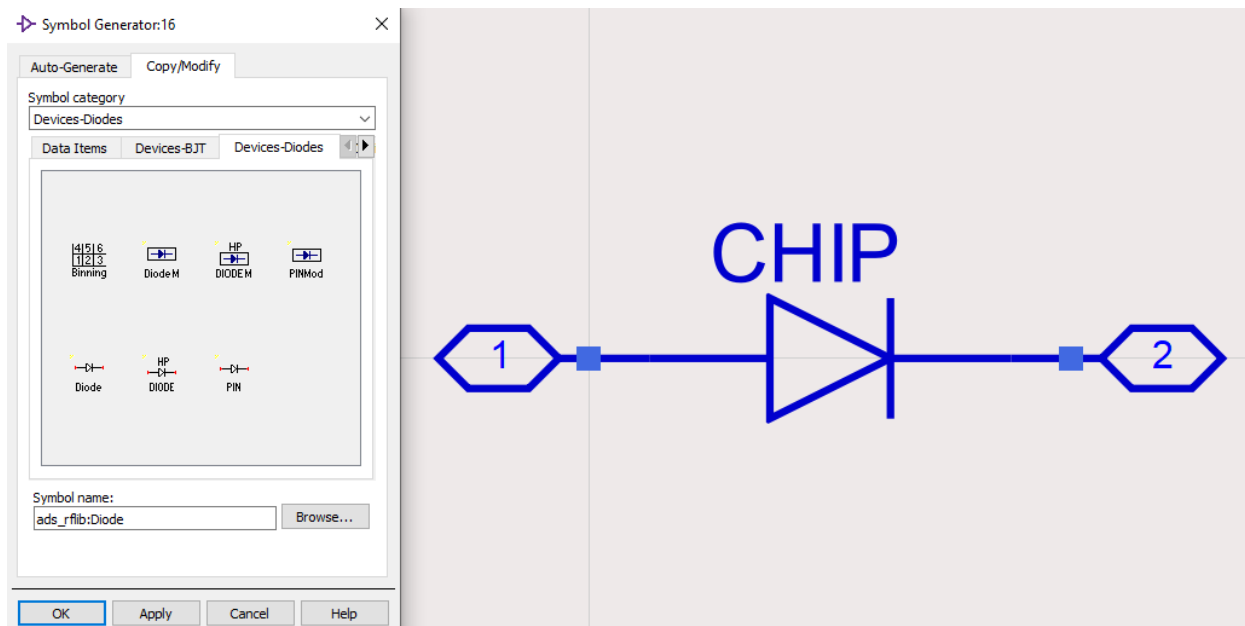 Symbol Generator:16
Auto-Generate Copy/Modify
Symbol category
Devices-Diodes
Data Items Devices-BJT Devices-Diodes
4 5 6
1 2 3
Binning
DiodeM
HP
DIODEM
PINMod
Diode
HP
DIODE
PIN
Symbol name:
ads_rflib:Diode Browse...
OK Apply Cancel Help
CHIP
1 2